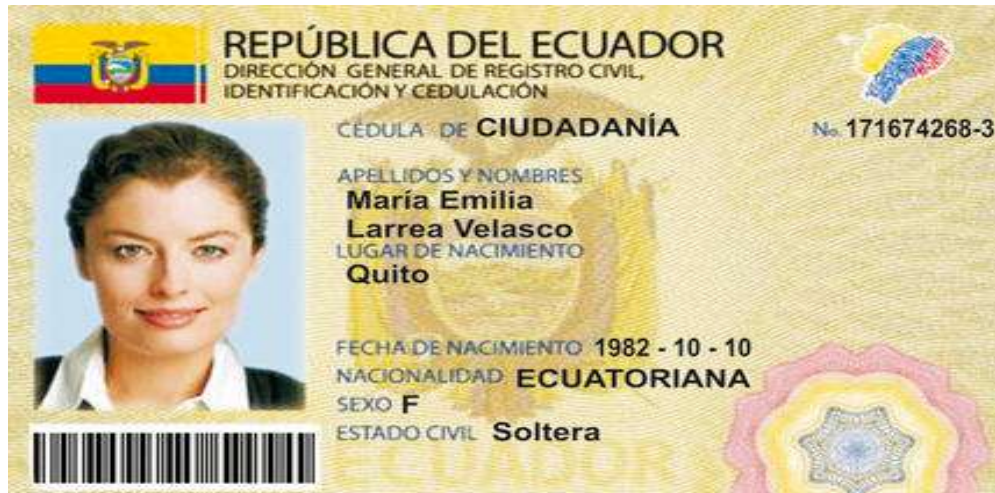 REPÚBLICA DEL ECUADOR
DIRECCIÓN GENERAL DE REGISTRO CIVIL,
IDENTIFICACIÓN Y CEDULACIÓN
CÉDULA DE CIUDADANÍA
No. 171674268-3
APELLIDOS Y NOMBRES
María Emilia
Larrea Velasco
LUGAR DE NACIMIENTO
Quito
FECHA DE NACIMIENTO 1982 - 10 - 10
NACIONALIDAD ECUATORIANA
SEXO F
ESTADO CIVIL Soltera
ECUADOR